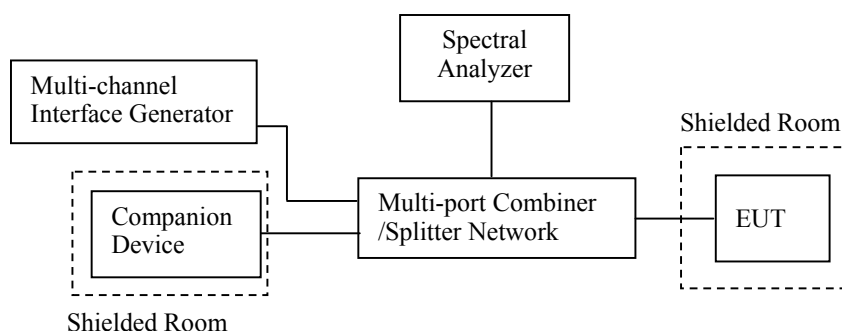 Spectral
Analyzer
Multi-channel
Interface Generator
Shielded Room
Companion
Device
Multi-port Combiner
/Splitter Network
EUT
Shielded Room